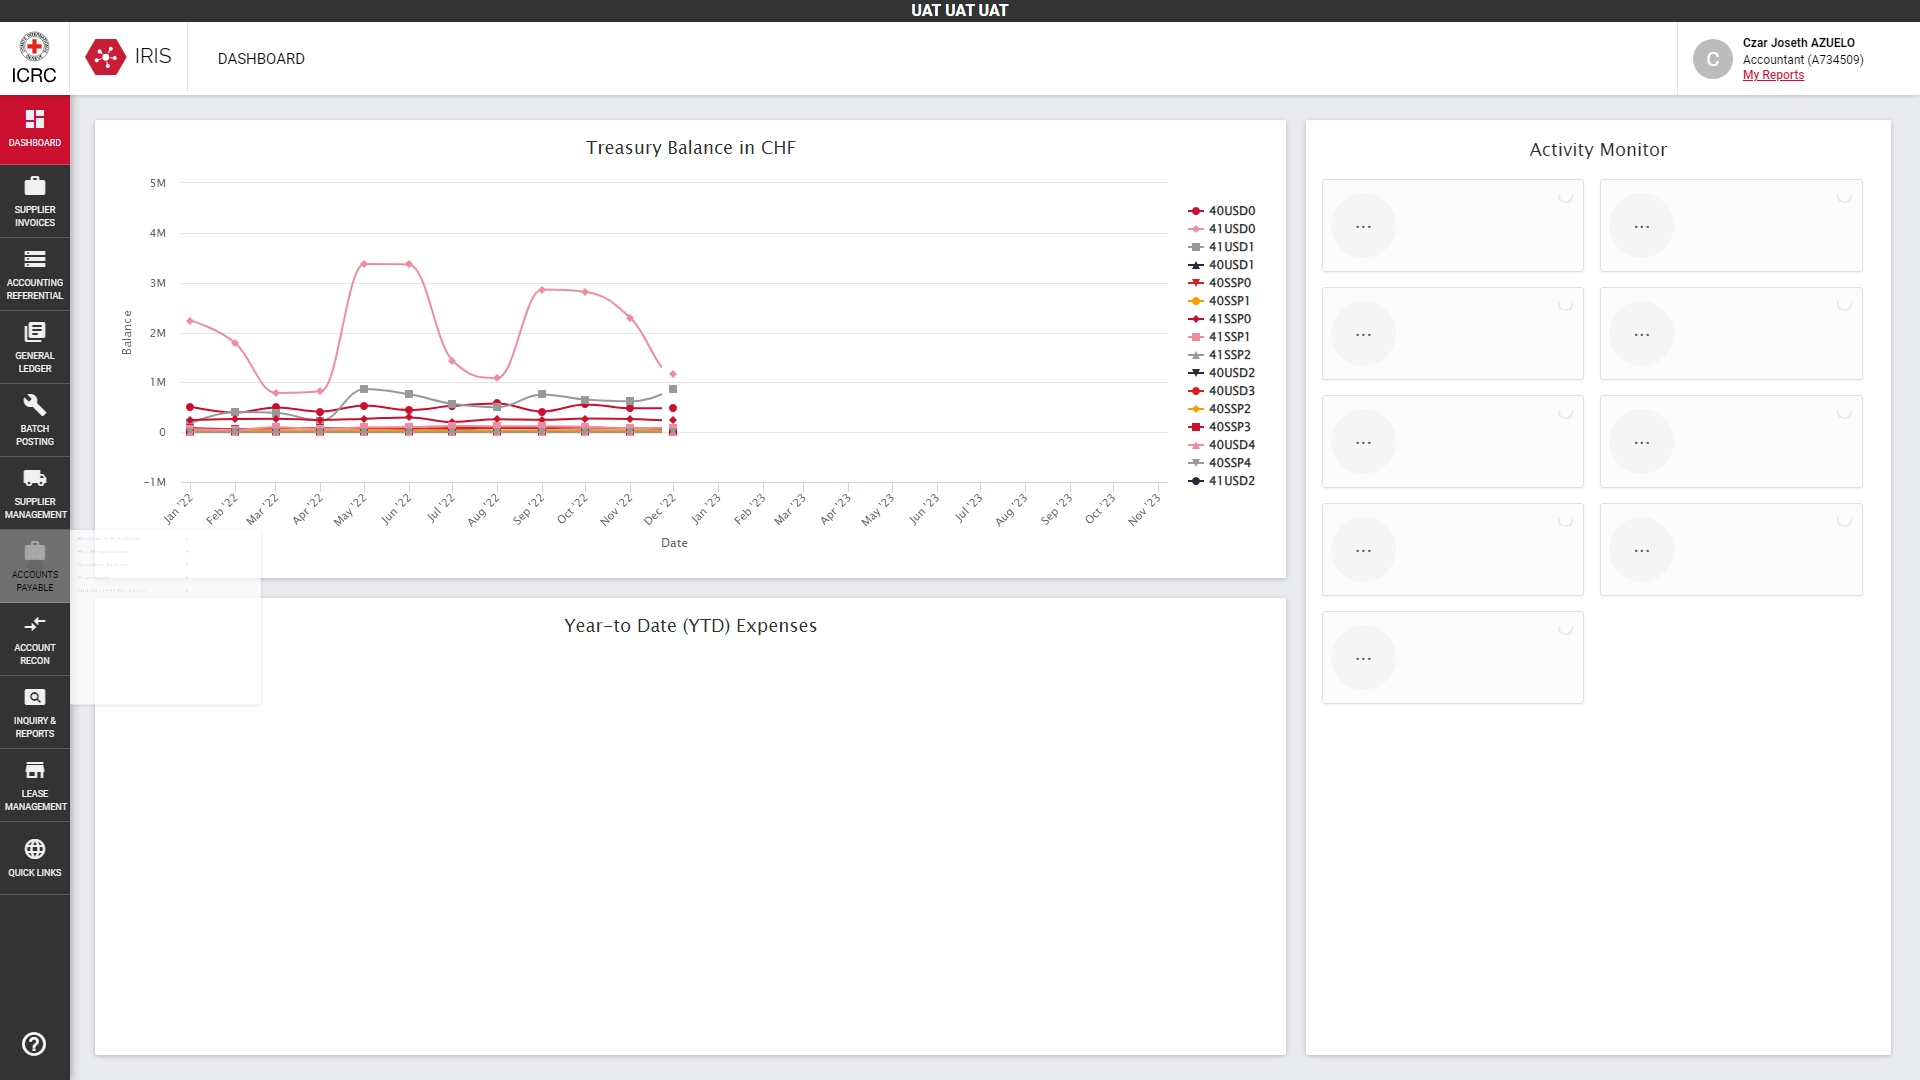 UAT UAT UAT
ICRC
IRIS
DASHBOARD
C
Czar Joseth AZUELO
Accountant (A734509)
My Reports
DASHBOARD
SUPPLIER
INVOICES
ACCOUNTING
REFERENTIAL
GENERAL
LEDGER
BATCH
POSTING
SUPPLIER
MANAGEMENT
ACCOUNTS
PAYABLE
ACCOUNT
RECON
INQUIRY &
REPORTS
LEASE
MANAGEMENT
QUICK LINKS
Treasury Balance in CHF
Balance
5M
4M
3M
2M
1M
0
-1M
Jan '22
Feb '22
Mar '22
Apr '22
May '22
Jun '22
Jul '22
Aug '22
Sep '22
Oct '22
Nov '22
Dec '22
Jan '23
Feb '23
Mar '23
Apr '23
May '23
Jun '23
Jul '23
Aug '23
Sep '23
Oct '23
Nov '23
Date
40USD0
41USD0
41USD1
40USD1
40SSP0
40SSP1
41SSP0
41SSP1
41SSP2
40USD2
40USD3
40SSP2
40SSP3
40USD4
40SSP4
41USD2
Year-to Date (YTD) Expenses
Activity Monitor
...
...
...
...
...
...
...
...
...